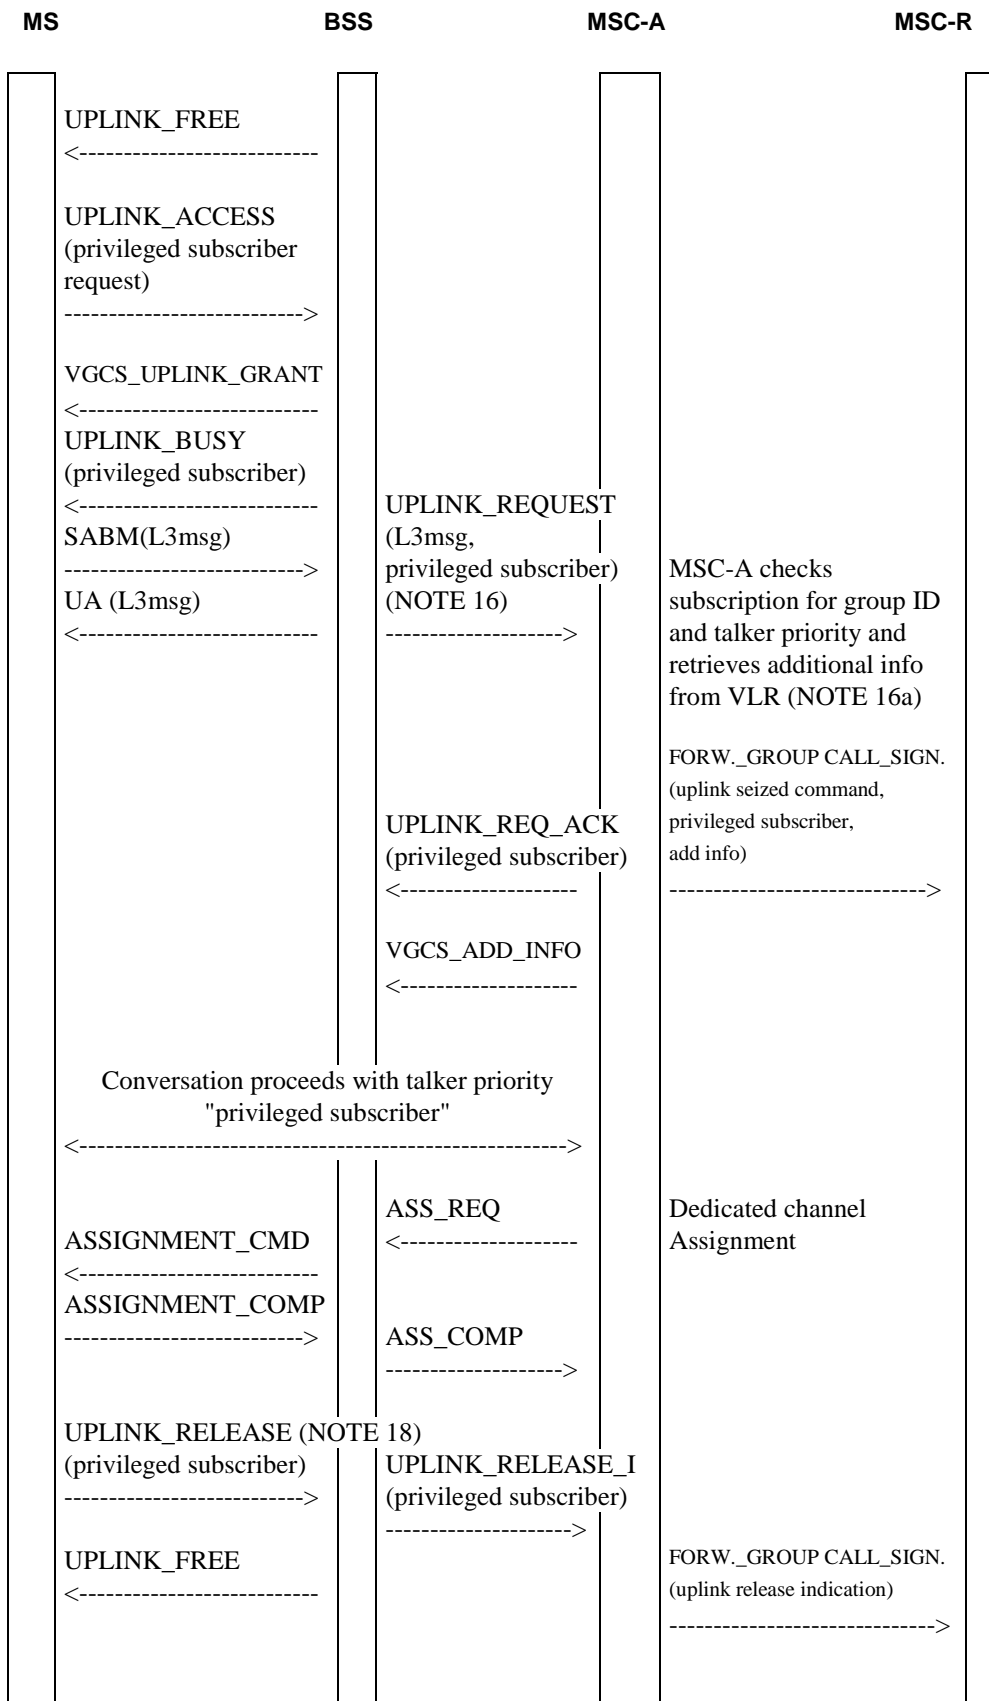 MS BSS MSC-A MSC-R
UPLINK_FREE
<---------------------------
UPLINK_ACCESS
(privileged subscriber
request)
--------------------------->
VGCS_UPLINK_GRANT
<---------------------------
UPLINK_BUSY
(privileged subscriber)
<---------------------------
SABM(L3msg)
--------------------------->
UA (L3msg)
<---------------------------
UPLINK_REQUEST
(L3msg,
privileged subscriber)
(NOTE 16)
-------------------->
MSC-A checks
subscription for group ID
and talker priority and
retrieves additional info
from VLR (NOTE 16a)
FORW._GROUP CALL_SIGN.
(uplink seized command,
privileged subscriber,
add info)
----------------------------->
UPLINK_REQ_ACK
(privileged subscriber)
<--------------------
VGCS_ADD_INFO
<--------------------
Conversation proceeds with talker priority
"privileged subscriber"
<------------------------------------------------------->
ASS_REQ
<--------------------
Dedicated channel
Assignment
ASSIGNMENT_CMD
<---------------------------
ASSIGNMENT_COMP
--------------------------->
ASS_COMP
-------------------->
UPLINK_RELEASE (NOTE 18)
(privileged subscriber)
--------------------------->
UPLINK_RELEASE_I
(privileged subscriber)
--------------------->
UPLINK_FREE
<---------------------------
FORW._GROUP CALL_SIGN.
(uplink release indication)
------------------------------>